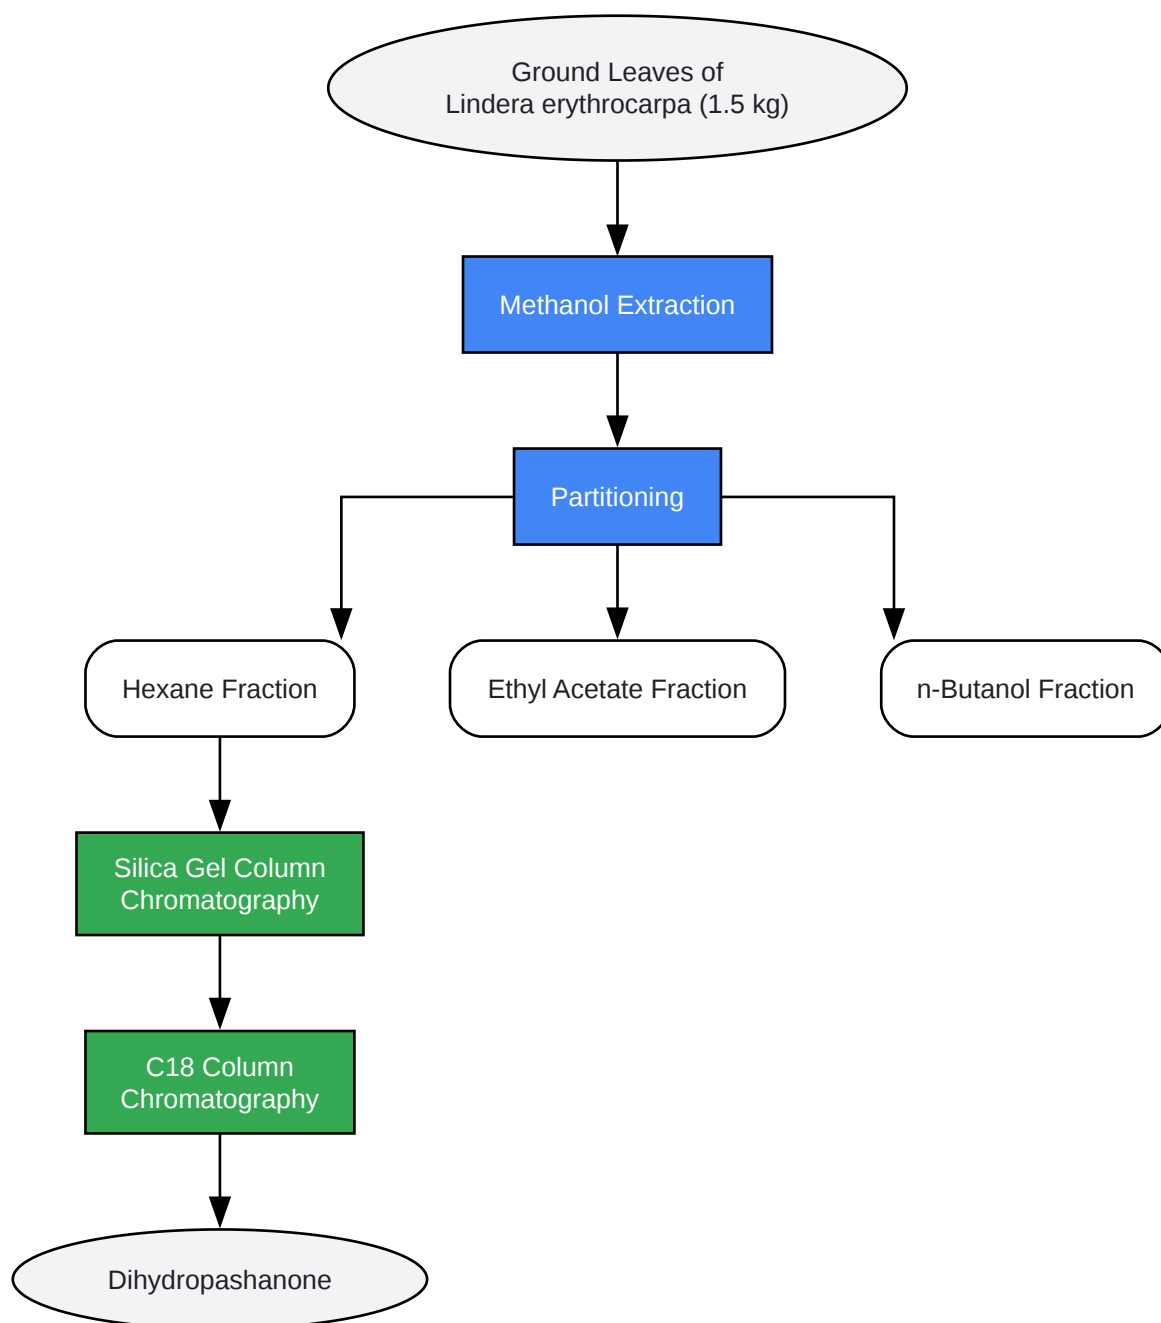 Ground Leaves of
Lindera erythrocarpa (1.5 kg)
Methanol Extraction
Partitioning
Hexane Fraction
Ethyl Acetate Fraction
n-Butanol Fraction
Silica Gel Column
Chromatography
C18 Column
Chromatography
Dihydropashanone